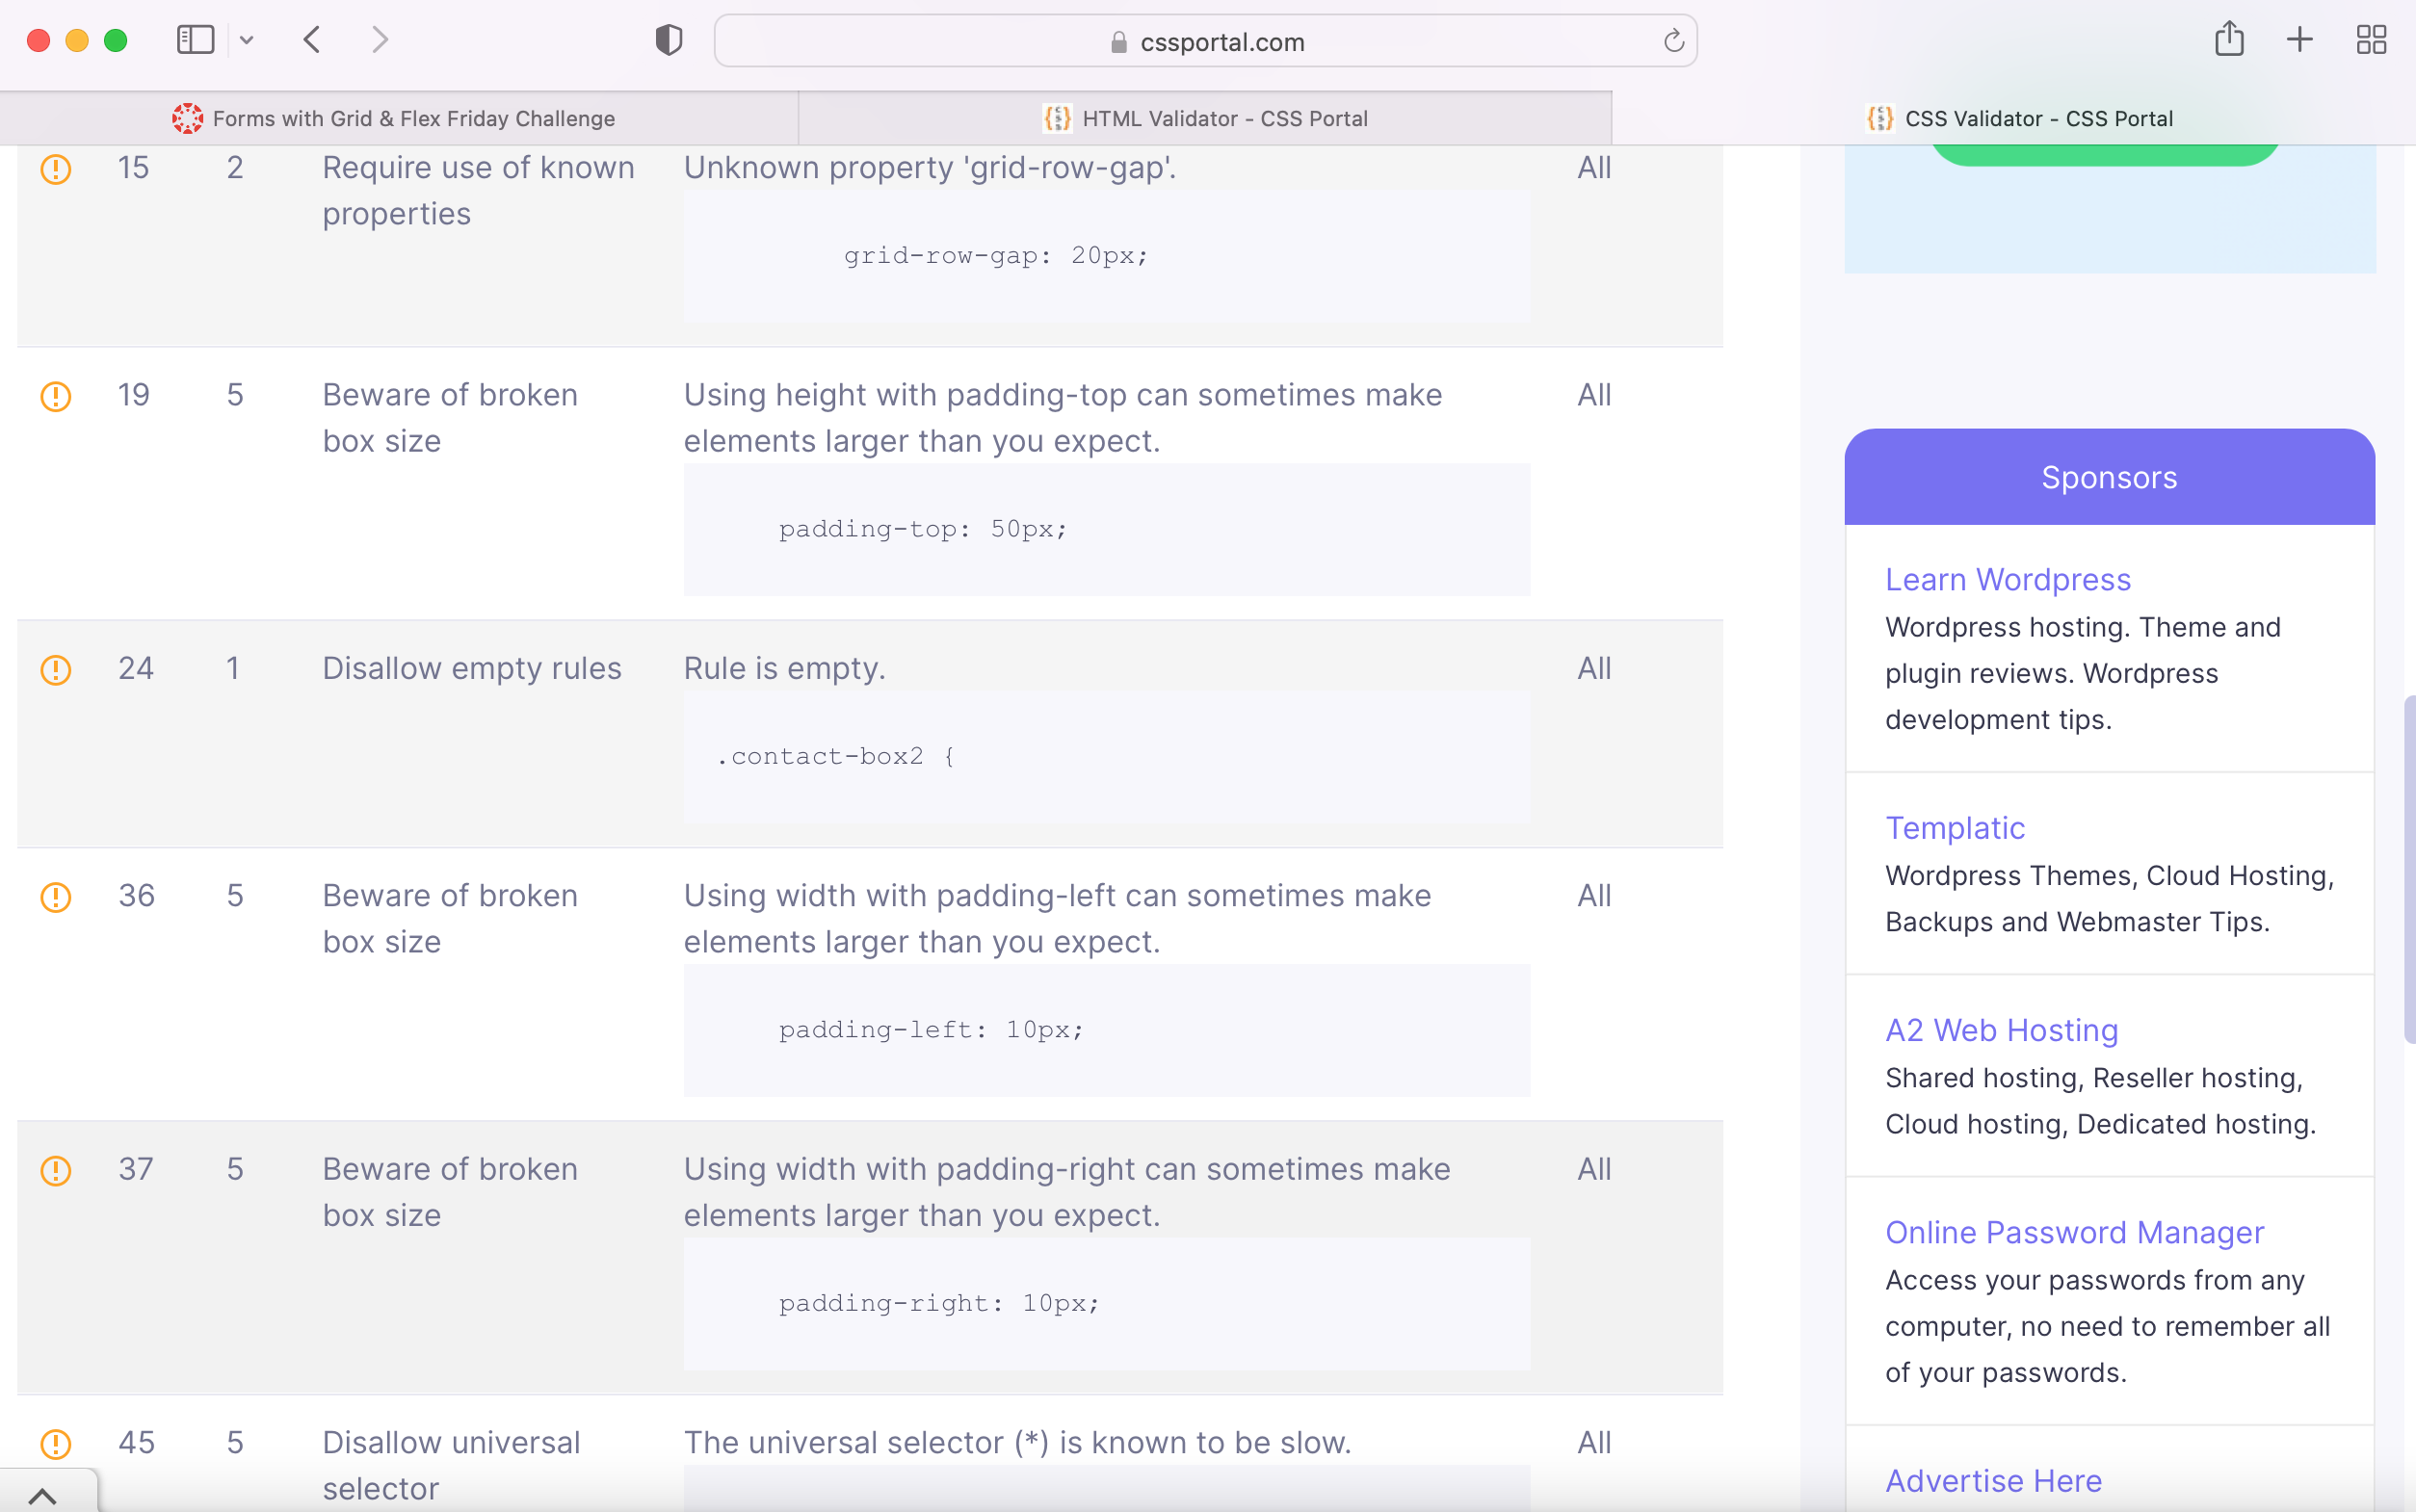 cssportal.com
Forms with Grid & Flex Friday Challenge
HTML Validator - CSS Portal
CSS Validator - CSS Portal
15 2 Require use of known Unknown property 'grid-row-gap'. All
properties
grid-row-gap: 20px;
19 5 Beware of broken Using height with padding-top can sometimes make All
box size elements larger than you expect.
padding-top: 50px;
24 1 Disallow empty rules Rule is empty. All
.contact-box2 {
36 5 Beware of broken Using width with padding-left can sometimes make All
box size elements larger than you expect.
padding-left: 10px;
37 5 Beware of broken Using width with padding-right can sometimes make All
box size elements larger than you expect.
padding-right: 10px;
45 5 Disallow universal The universal selector (*) is known to be slow. All
selector
Sponsors
Learn Wordpress
Wordpress hosting. Theme and
plugin reviews. Wordpress
development tips.
Templatic
Wordpress Themes, Cloud Hosting,
Backups and Webmaster Tips.
A2 Web Hosting
Shared hosting, Reseller hosting,
Cloud hosting, Dedicated hosting.
Online Password Manager
Access your passwords from any
computer, no need to remember all
of your passwords.
Advertise Here